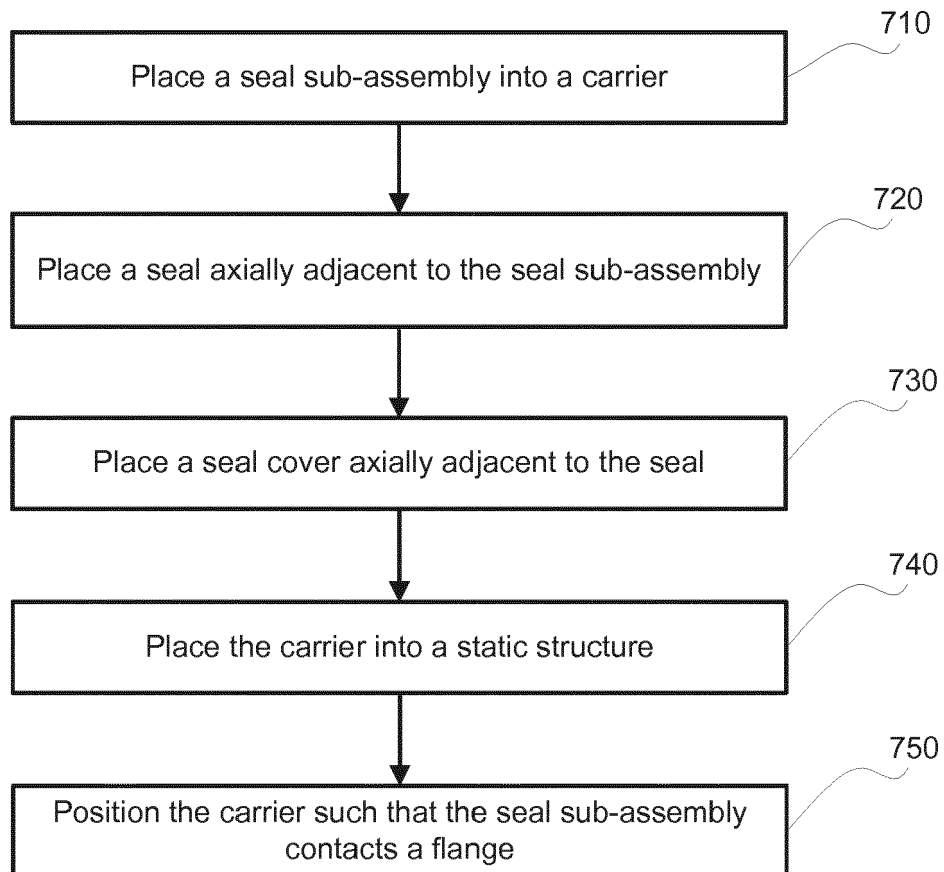 710
Place a seal sub-assembly into a carrier
720
Place a seal axially adjacent to the seal sub-assembly
730
Place a seal cover axially adjacent to the seal
740
Place the carrier into a static structure
750
Position the carrier such that the seal sub-assembly
contacts a flange